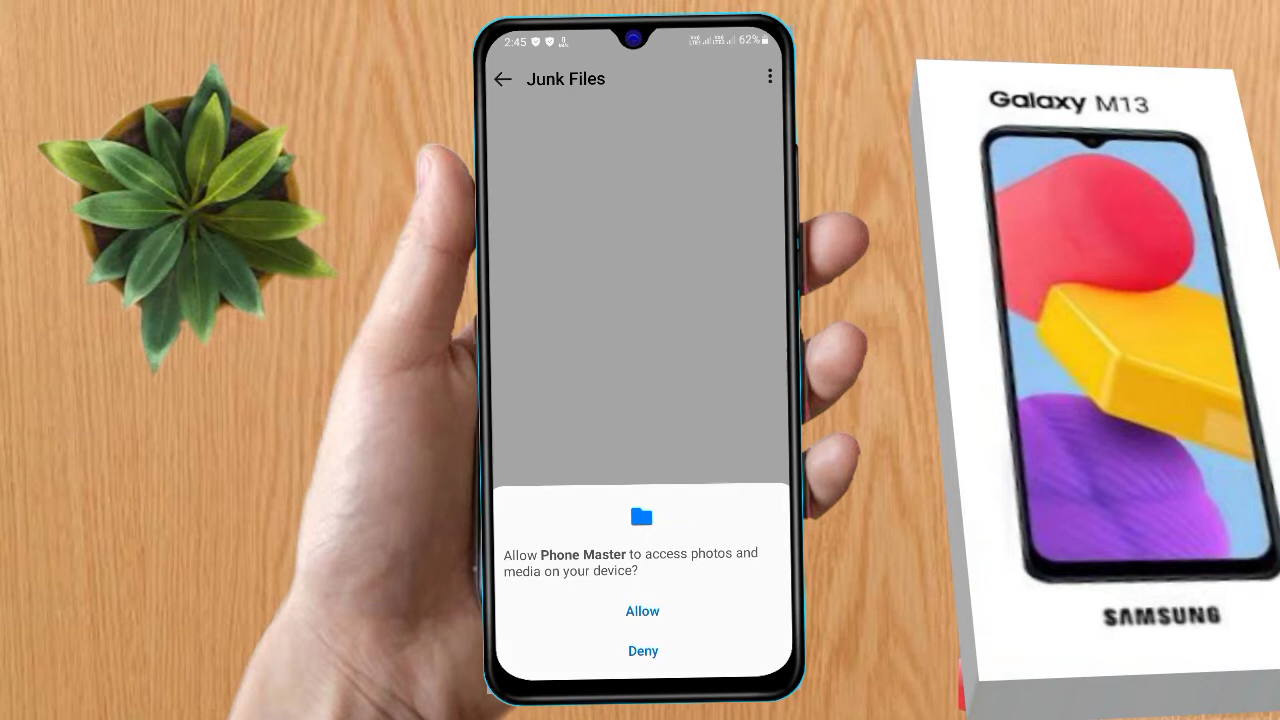 2:45
62%
Junk Files
Allow Phone Master to access photos and
media on your device?
Allow
Deny
Galaxy M13
SAMSUNG